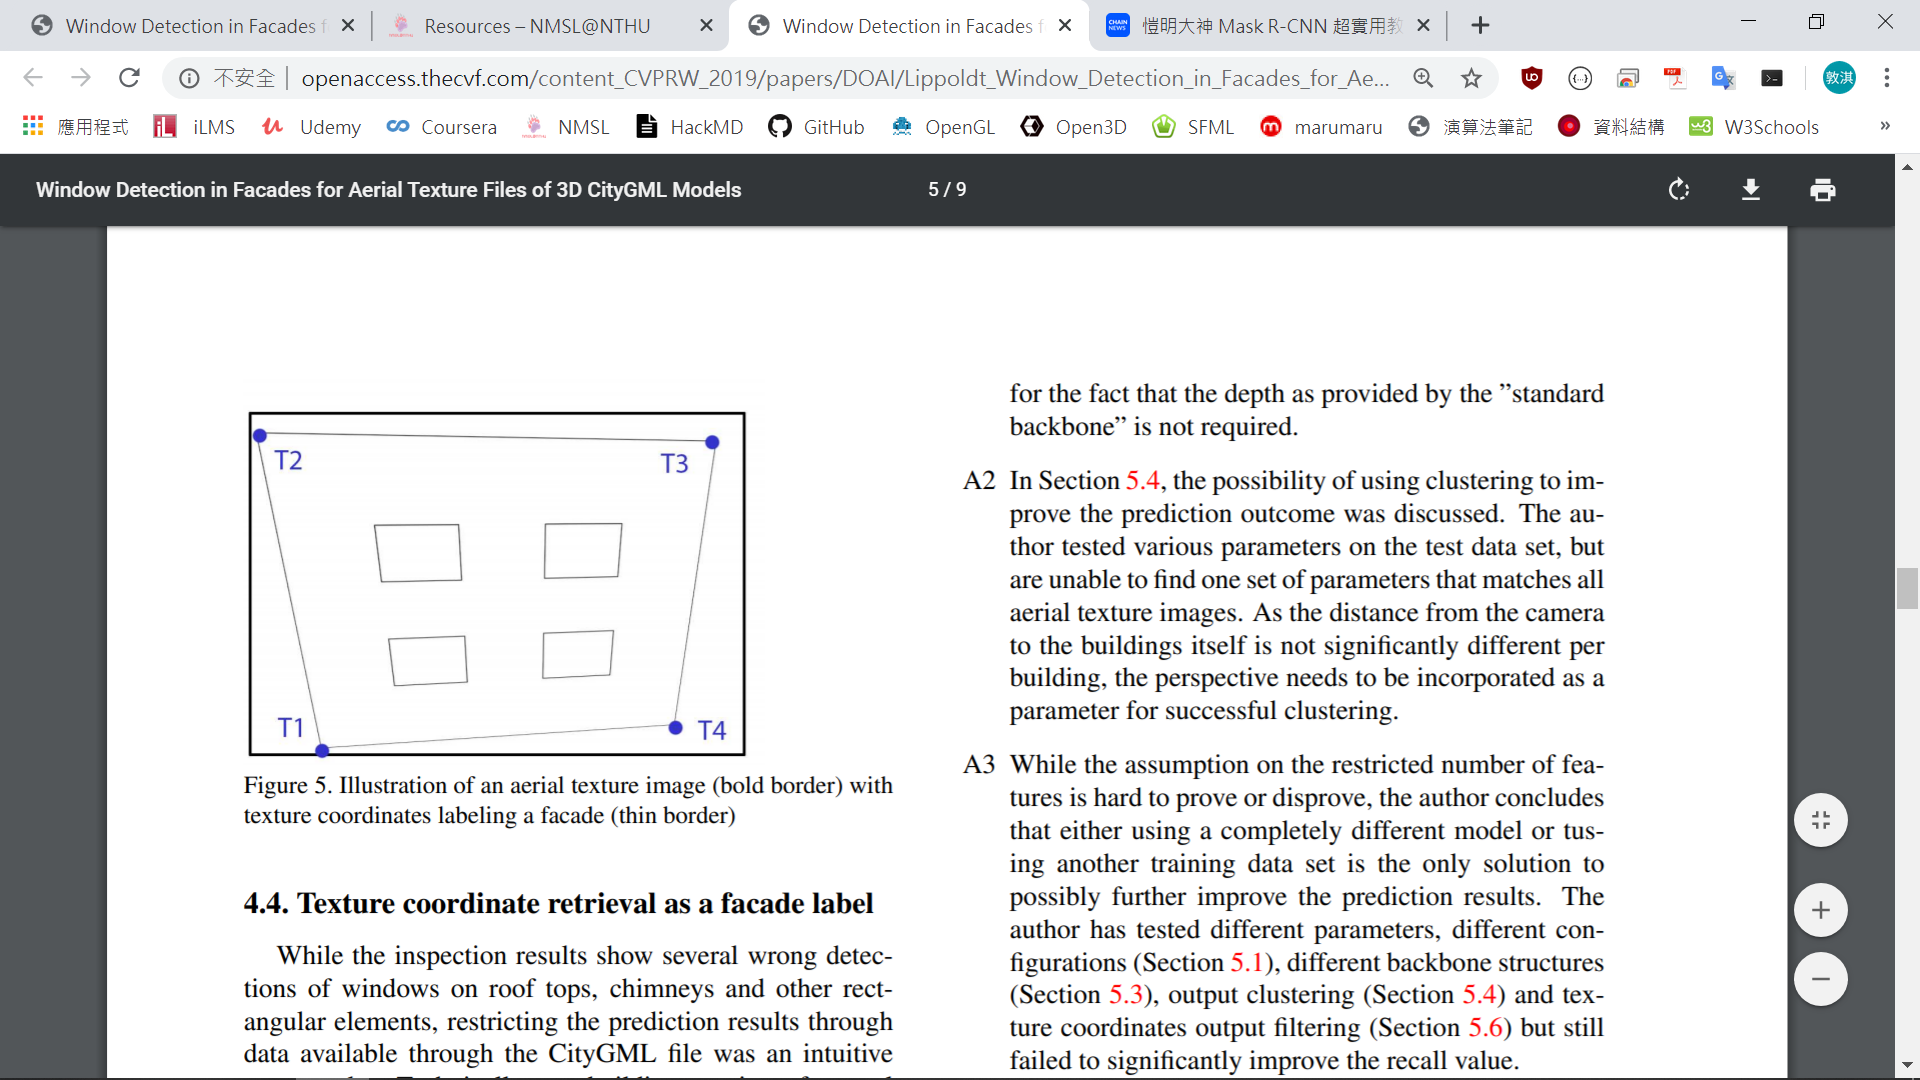 Window Detection in Facades f
Resources – NMSL@NTHU
Window Detection in Facades f
CHAIN NEWS
愷明大神 Mask R-CNN 超實用教
不安全
openaccess.thecvf.com/content_CVPRW_2019/papers/DOAI/Lippoldt_Window_Detection_in_Facades_for_Ae...
敦淇
應用程式
iLMS
Udemy
Coursera
NMSL
HackMD
GitHub
OpenGL
Open3D
SFML
marumaru
演算法筆記
資料結構
W3Schools
»
Window Detection in Facades for Aerial Texture Files of 3D CityGML Models
5 / 9
T2
T3
T1
T4
Figure 5. Illustration of an aerial texture image (bold border) with
texture coordinates labeling a facade (thin border)
4.4. Texture coordinate retrieval as a facade label
While the inspection results show several wrong detec-
tions of windows on roof tops, chimneys and other rect-
angular elements, restricting the prediction results through
data available through the CityGML file was an intuitive
for the fact that the depth as provided by the ”standard
backbone” is not required.
A2 In Section 5.4, the possibility of using clustering to im-
prove the prediction outcome was discussed. The au-
thor tested various parameters on the test data set, but
are unable to find one set of parameters that matches all
aerial texture images. As the distance from the camera
to the buildings itself is not significantly different per
building, the perspective needs to be incorporated as a
parameter for successful clustering.
A3 While the assumption on the restricted number of fea-
tures is hard to prove or disprove, the author concludes
that either using a completely different model or tus-
ing another training data set is the only solution to
possibly further improve the prediction results. The
author has tested different parameters, different con-
figurations (Section 5.1), different backbone structures
(Section 5.3), output clustering (Section 5.4) and tex-
ture coordinates output filtering (Section 5.6) but still
failed to significantly improve the recall value.